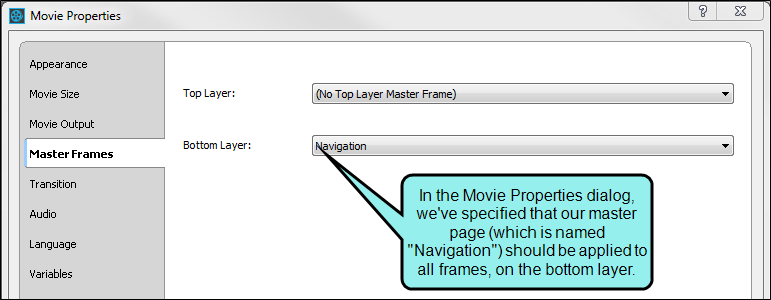 Movie Properties
Appearance
Movie Size
Movie Output
Master Frames
Transition
Audio
Language
Variables
Top Layer:
(No Top Layer Master Frame)
Bottom Layer:
Navigation
In the Movie Properties dialog,
we've specified that our master
page (which is named
"Navigation") should be applied to
all frames, on the bottom layer.